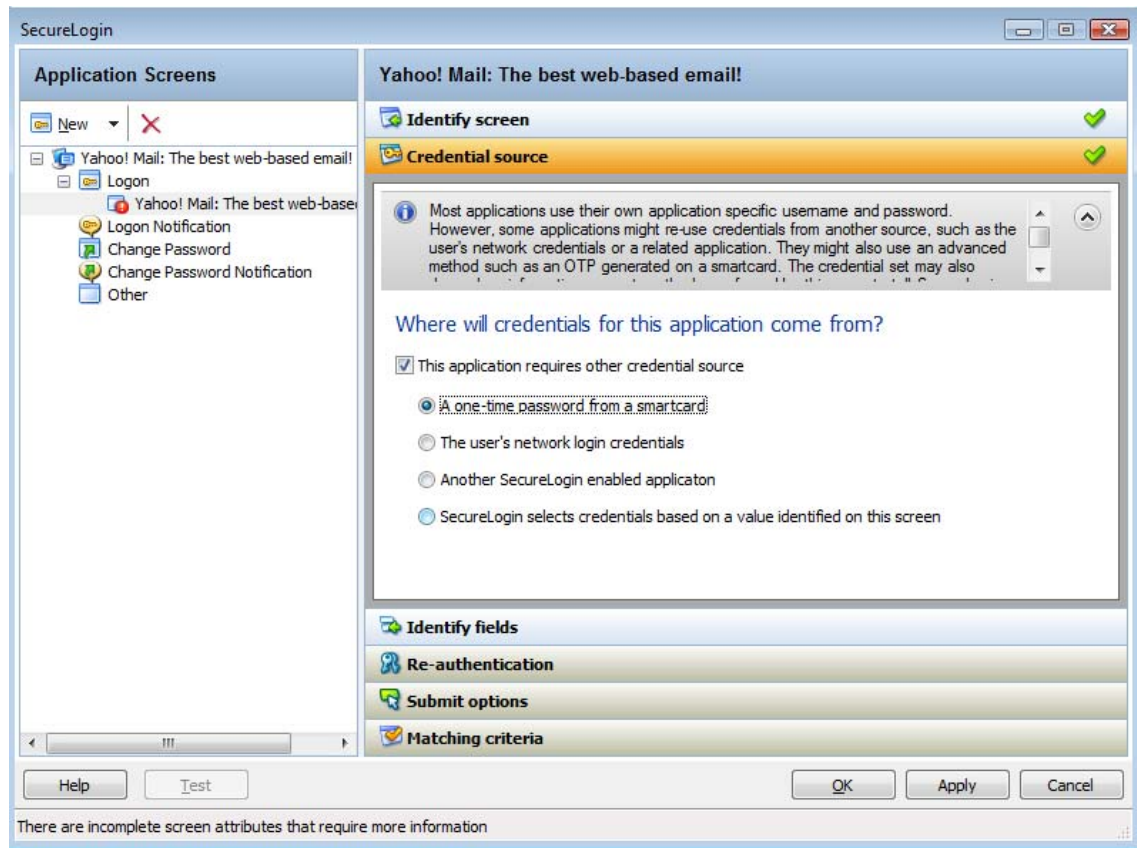 SecureLogin
Application Screens
New
Yahoo! Mail: The best web-based email!
Logon
Yahoo! Mail: The best web-base
Logon Notification
Change Password
Change Password Notification
Other
Yahoo! Mail: The best web-based email!
Identify screen
Credential source
Most applications use their own application specific username and password.
However, some applications might re-use credentials from another source, such as the
user's network credentials or a related application. They might also use an advanced
method such as an OTP generated on a smartcard. The credential set may also
Where will credentials for this application come from?
This application requires other credential source
A one-time password from a smartcard
The user's network login credentials
Another SecureLogin enabled applicaton
SecureLogin selects credentials based on a value identified on this screen
Identify fields
Re-authentication
Submit options
Matching criteria
Help Test OK Apply Cancel
There are incomplete screen attributes that require more information